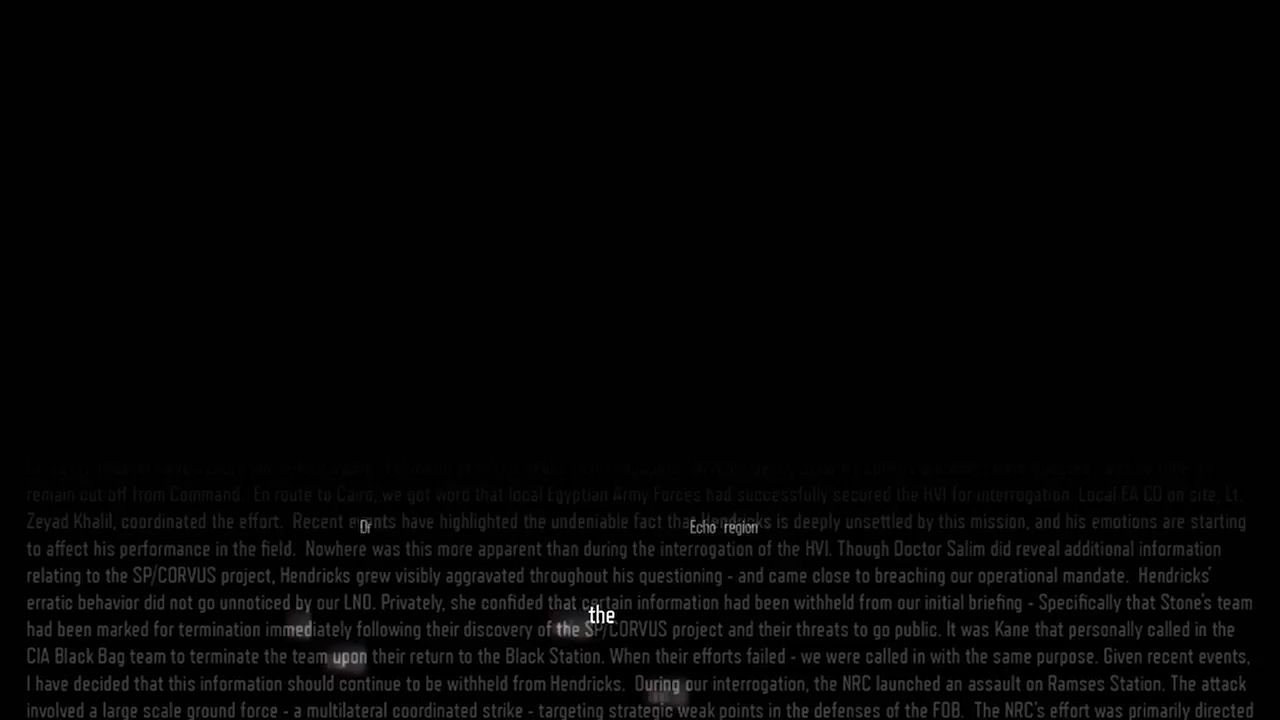 remain cut off from Command. En route to Cairo, we got word that local Egyptian Army Forces had successfully secured the HVI for interrogation. Local EA CO on site, Lt.
Zeyad Khalil, coordinated the effort. Recent events have highlighted the undeniable fact that Hendricks is deeply unsettled by this mission, and his emotions are starting
Dr
Echo region
to affect his performance in the field. Nowhere was this more apparent than during the interrogation of the HVI. Though Doctor Salim did reveal additional information
relating to the SP/CORVUS project, Hendricks grew visibly aggravated throughout his questioning - and came close to breaching our operational mandate. Hendricks'
erratic behavior did not go unnoticed by our LNO. Privately, she confided that certain information had been withheld from our initial briefing - Specifically that Stone's team
the
had been marked for termination immediately following their discovery of the SP/CORVUS project and their threats to go public. It was Kane that personally called in the
CIA Black Bag team to terminate the team upon their return to the Black Station. When their efforts failed - we were called in with the same purpose. Given recent events,
I have decided that this information should continue to be withheld from Hendricks. During our interrogation, the NRC launched an assault on Ramses Station. The attack
involved a large scale ground force - a multilateral coordinated strike - targeting strategic weak points in the defenses of the FOB. The NRC's effort was primarily directed